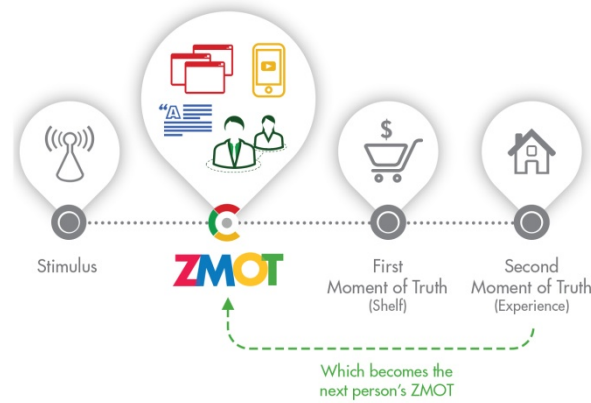 “A
$
Stimulus
ZMOT
First
Moment of Truth
(Shelf)
Second
Moment of Truth
(Experience)
Which becomes the
next person’s ZMOT